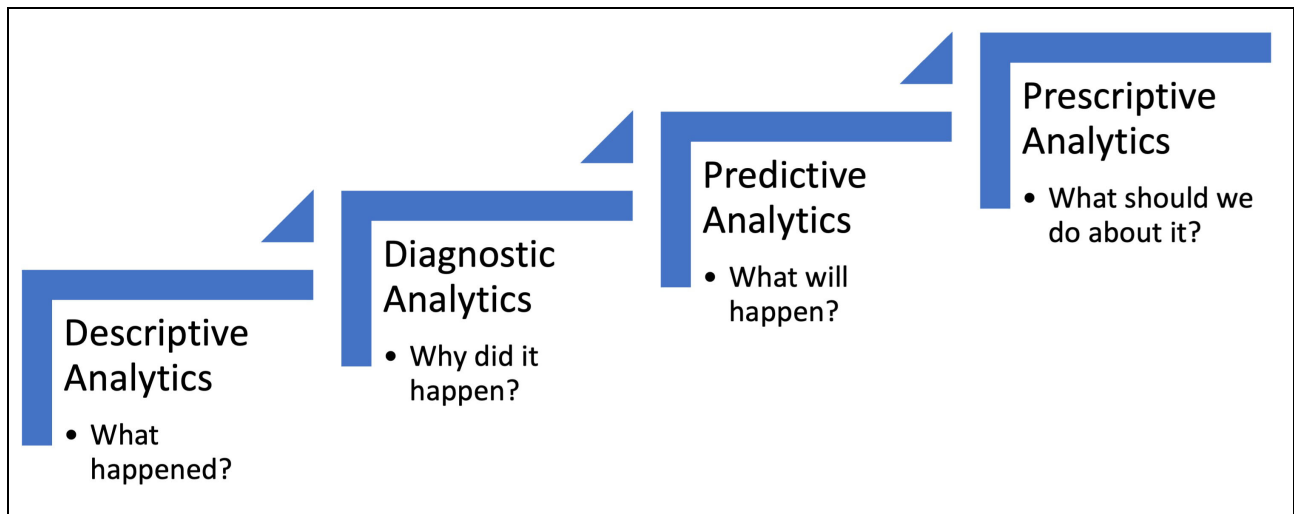 Descriptive
Analytics
• What
happened?
Diagnostic
Analytics
• Why did it
happen?
Predictive
Analytics
• What will
happen?
Prescriptive
Analytics
• What should we
do about it?